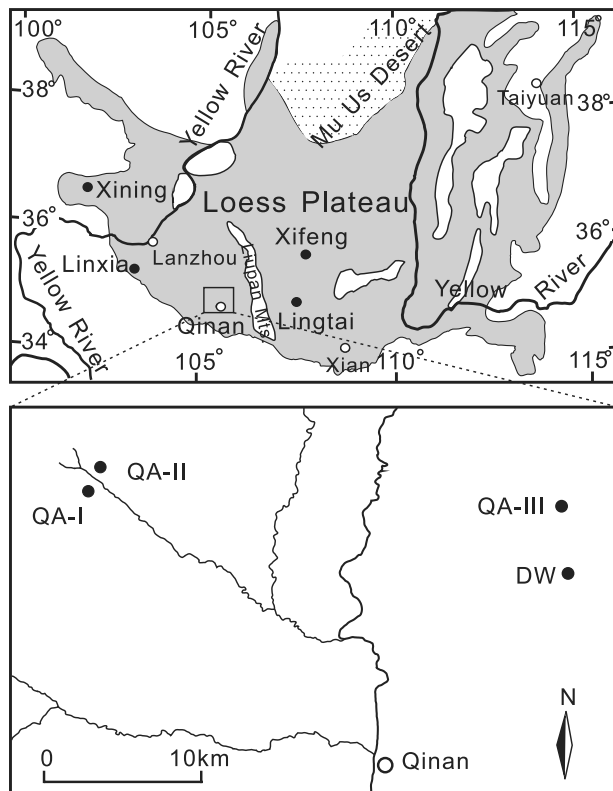 100° 105° 110° 115°
38° 38°
Yellow River
Mu Us Desert
Taiyuan
Xining
Loess Plateau
36° 36°
Xifeng
Lanzhou
Linxia
Liupan Mts
Yellow River
Yellow River
Qinan
Lingtai
34°
Xian
105° 110° 115°
QA-II
QA-I
QA-III
DW
N
0 10km
Qinan